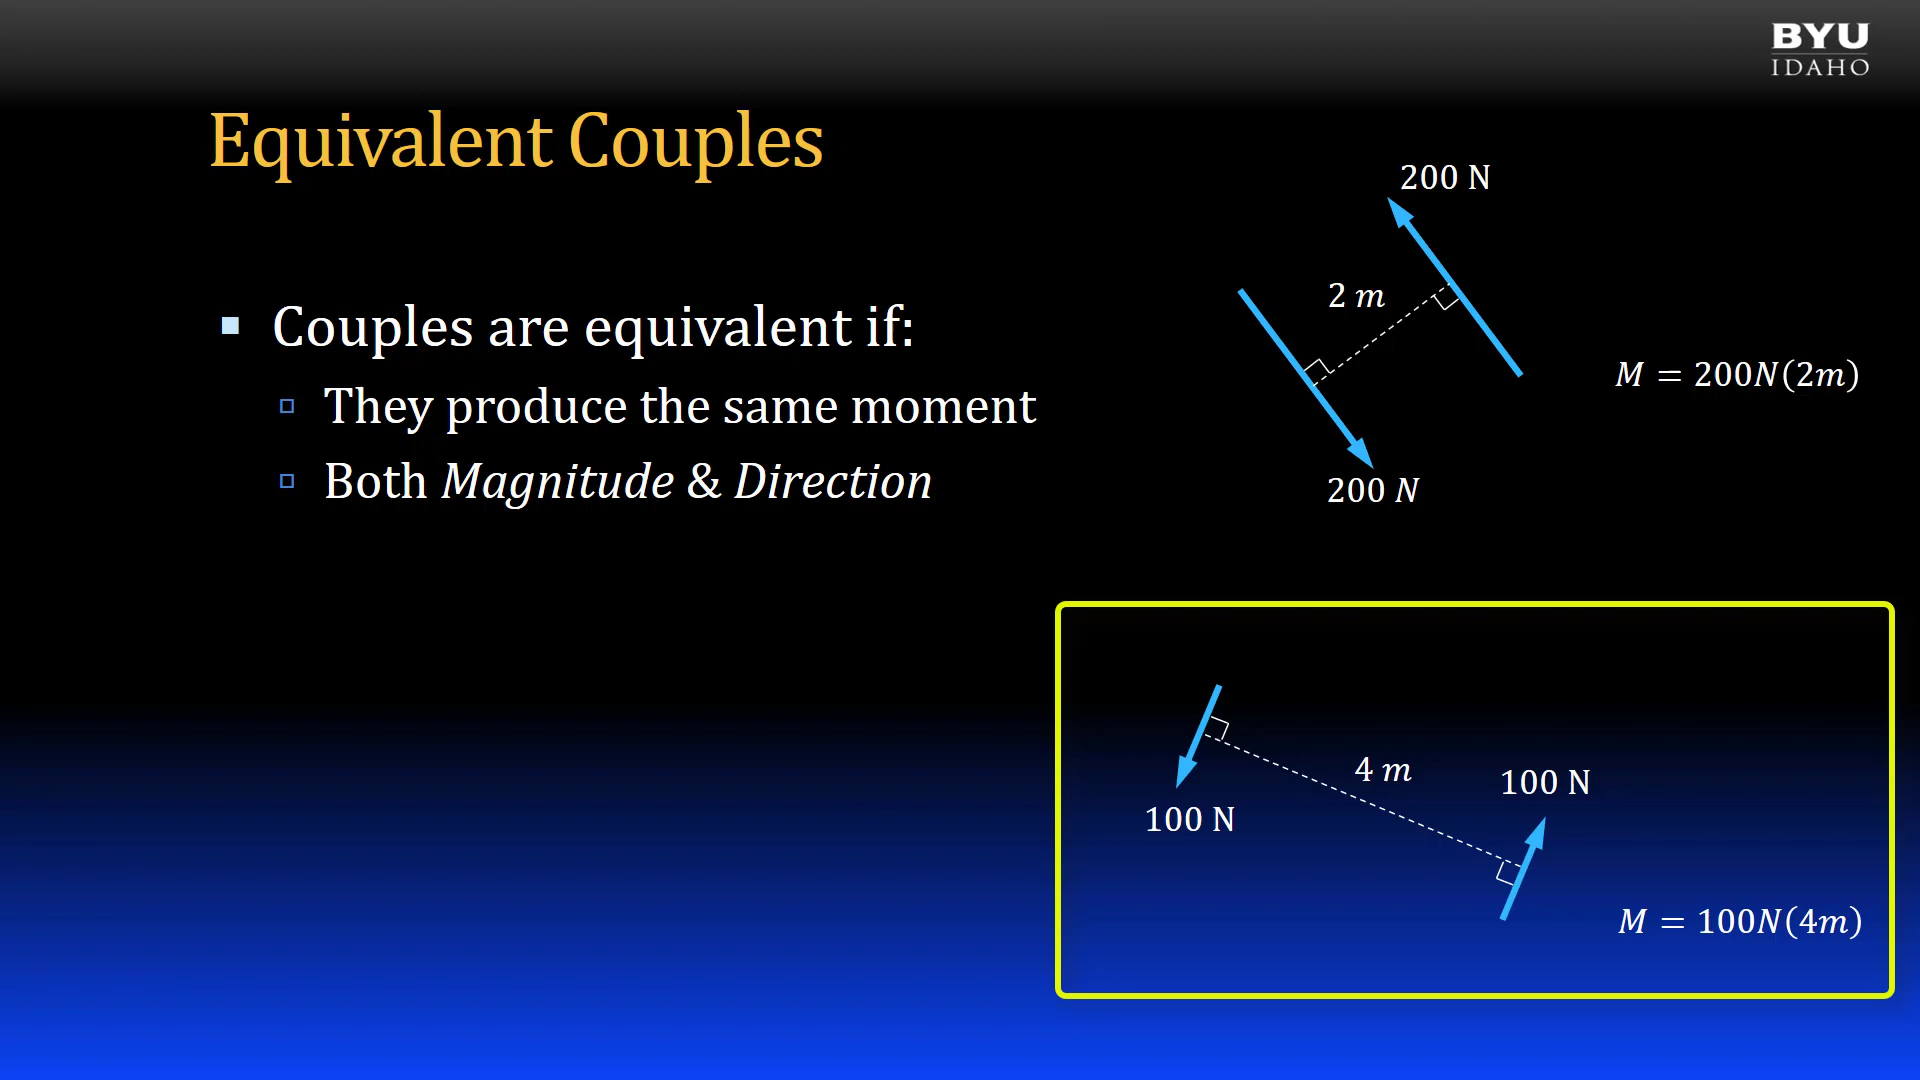 BYU
IDAHO
Equivalent Couples
▪ Couples are equivalent if:
▫ They produce the same moment
▫ Both Magnitude & Direction
200 N
2 m
M = 200N(2m)
200 N
100 N
4 m
100 N
M = 100N(4m)